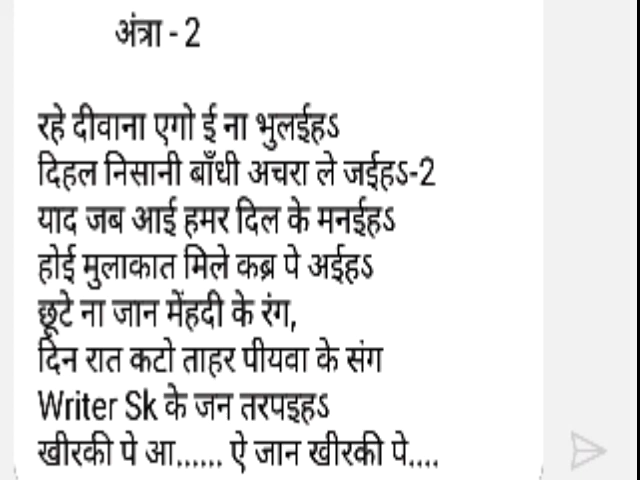 अंत्रा - 2
रहे दीवाना एगो ई ना भुलईहऽ
दिहल निसानी बाँधी अचरा ले जईहऽ-2
याद जब आई हमर दिल के मनईहऽ
होई मुलाकात मिले कब्र पे अईहऽ
छूटे ना जान मेंहदी के रंग,
दिन रात कटो ताहर पीयवा के संग
Writer Sk के जन तरपइहऽ
खीरकी पे आ...... ऐ जान खीरकी पे....